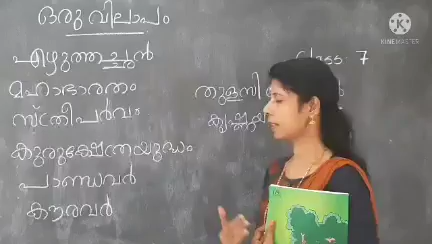 ഒരു വിലാപം
എഴുത്തച്ഛൻ
Class - 7
മഹാഭാരതം
തുളസി
സ്ത്രീപർവം
കുരുക്ഷേത്രയുദ്ധം
പാണ്ഡവർ
കൗരവർ
KINEMASTER